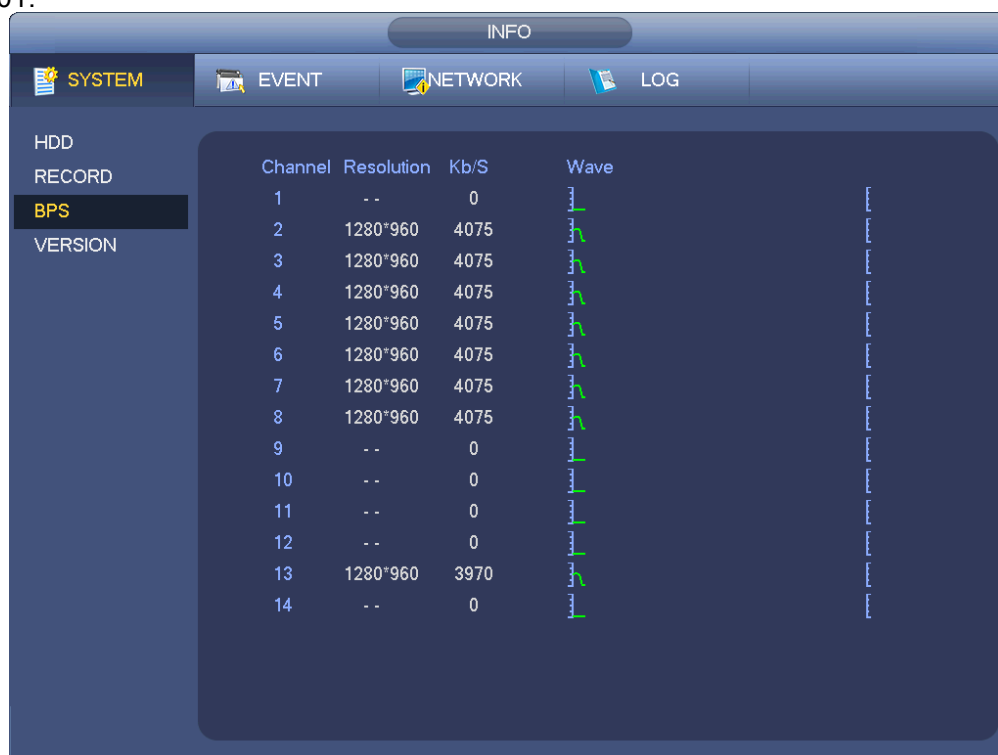 INFO
SYSTEM EVENT NETWORK LOG
HDD
RECORD
BPS
VERSION
Channel Resolution Kb/S Wave
1 - - 0
2 1280*960 4075
3 1280*960 4075
4 1280*960 4075
5 1280*960 4075
6 1280*960 4075
7 1280*960 4075
8 1280*960 4075
9 - - 0
10 - - 0
11 - - 0
12 - - 0
13 1280*960 3970
14 - - 0